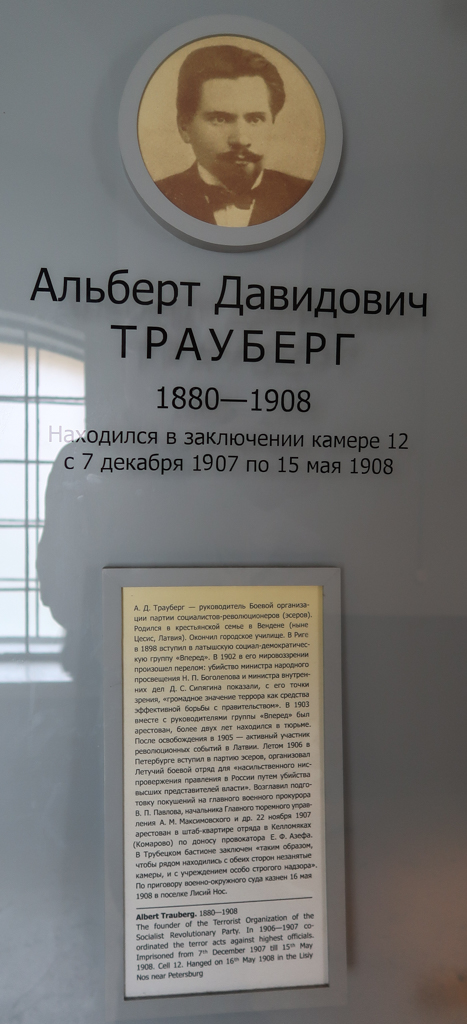 Альберт Давидович
ТРАУБЕРГ
1880—1908
Находился в заключении камере 12
с 7 декабря 1907 по 15 мая 1908
А. Д. Трауберг — руководитель Боевой организа-
ции партии социалистов-революционеров (эсеров).
Родился в крестьянской семье в Вендене (ныне
Цесис, Латвия). Окончил городское училище. В Риге
в 1898 вступил в латышскую социал-демократичес-
кую группу «Вперед». В 1902 в его мировоззрении
произошел перелом: убийство министра народного
просвещения Н. П. Боголепова и министра внутрен-
них дел Д. С. Сипягина показали, с его точки
зрения, «громадное значение террора как средства
эффективной борьбы с правительством». В 1903
вместе с руководителями группы «Вперед» был
арестован, более двух лет находился в тюрьме.
После освобождения в 1905 — активный участник
революционных событий в Латвии. Летом 1906 в
Петербурге вступил в партию эсеров, организовал
Летучий боевой отряд для «насильственного нис-
провержения правления в России путем убийства
высших представителей власти». Возглавил подго-
товку покушений на главного военного прокурора
В. П. Павлова, начальника Главного тюремного управ-
ления А. М. Максимовского и др. 22 ноября 1907
арестован в штаб-квартире отряда в Келломяках
(Комарово) по доносу провокатора Е. Ф. Азефа.
В Трубецком бастионе заключен «таким образом,
чтобы рядом находились с обеих сторон незанятые
камеры, и с учреждением особо строгого надзора».
По приговору военно-окружного суда казнен 16 мая
1908 в поселке Лисий Нос.
Albert Trauberg. 1880—1908
The founder of the Terrorist Organization of the
Socialist Revolutionary Party. In 1906—1907 co-
ordinated the terror acts against highest officials.
Imprisoned from 7th December 1907 till 15th May
1908. Cell 12. Hanged on 16th May 1908 in the Lisiy
Nos near Petersburg